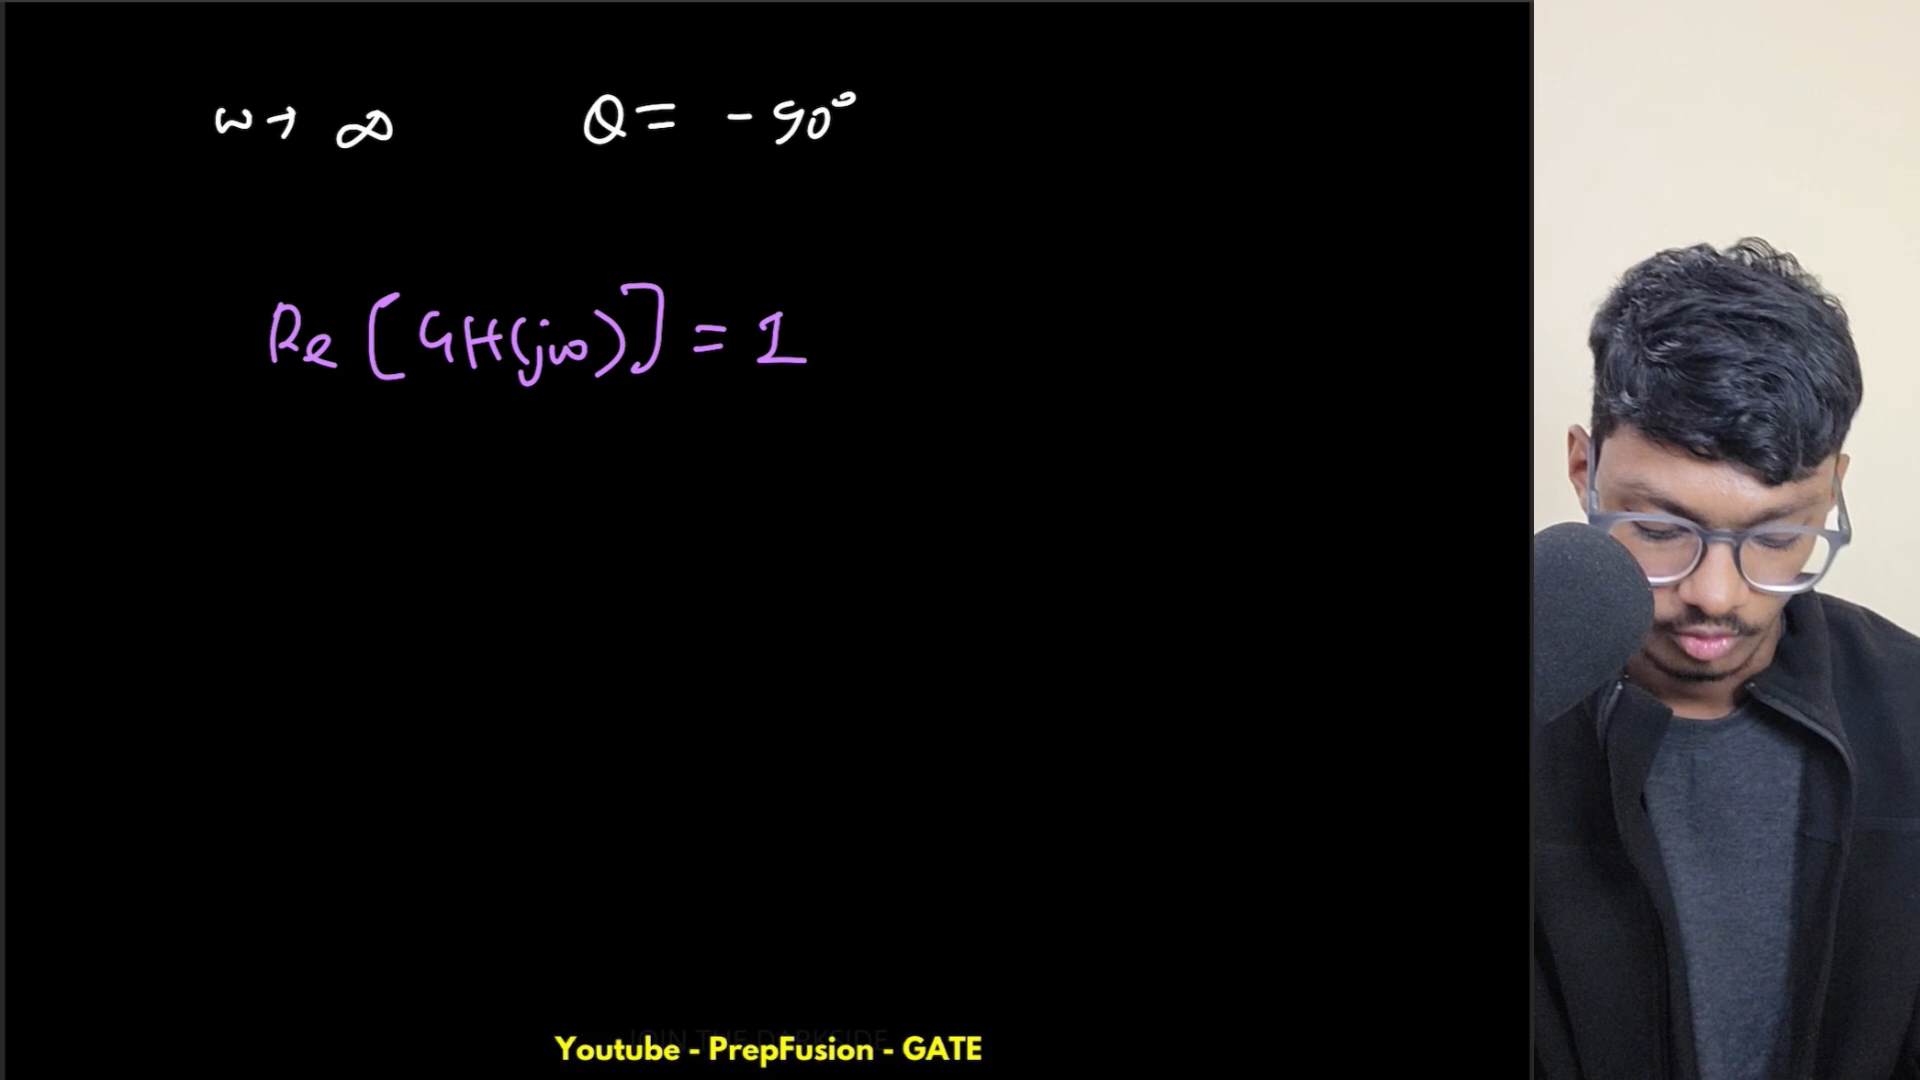 ω → ∞ Q = - 90°
Re [GH(jω)] = 1
Youtube - PrepFusion - GATE